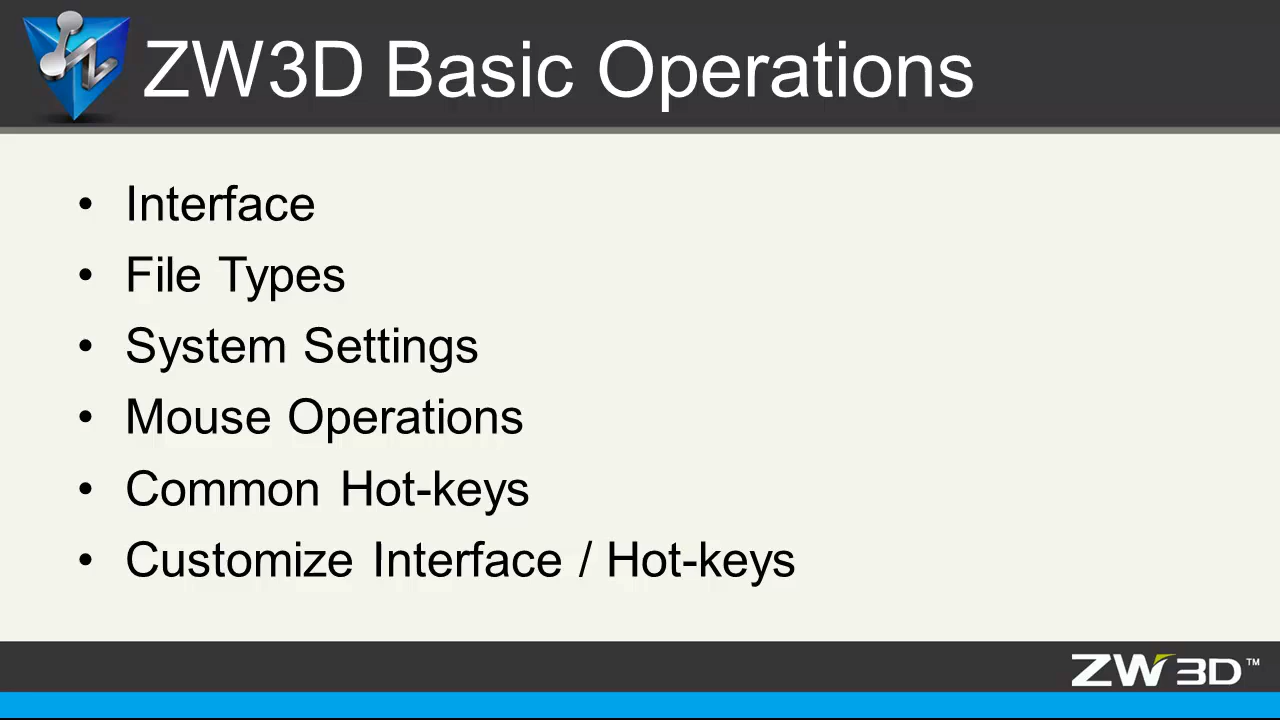 ZW3D Basic Operations
• Interface
• File Types
• System Settings
• Mouse Operations
• Common Hot-keys
• Customize Interface / Hot-keys
ZW3D™